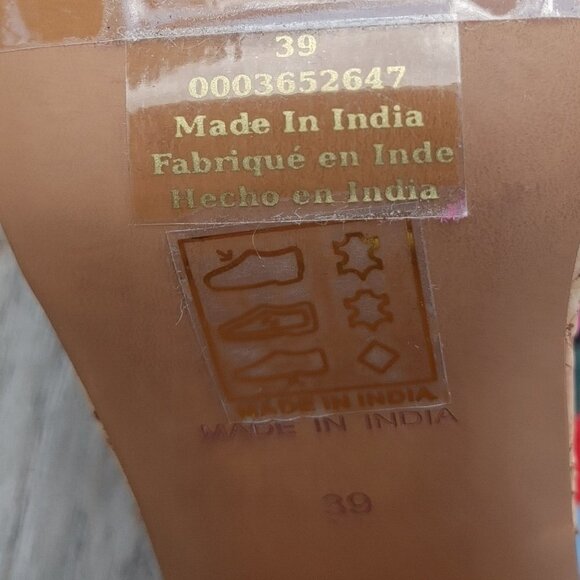 39
0003652647
Made In India
Fabriqué en Inde
Hecho en India
MADE IN INDIA
MADE IN INDIA
39